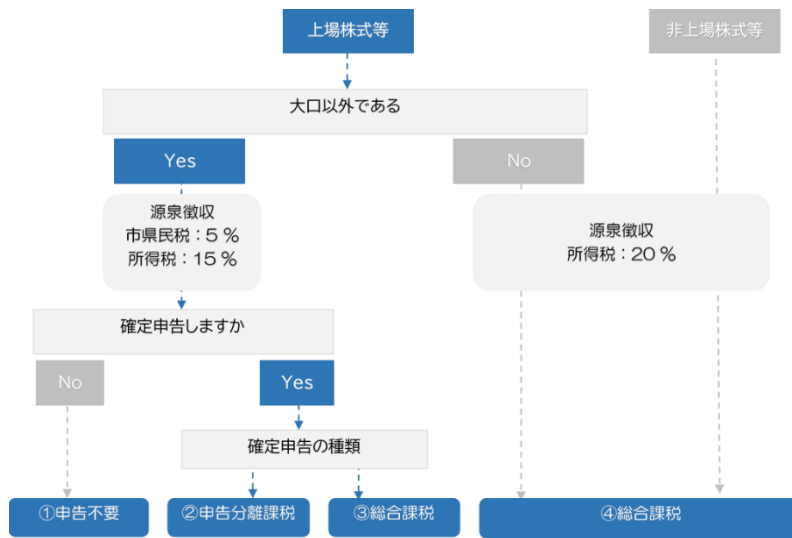 上場株式等
非上場株式等
大口以外である
Yes
No
源泉徴収
市県民税：5 %
所得税：15 %
源泉徴収
所得税：20 %
確定申告しますか
No
Yes
確定申告の種類
①申告不要
②申告分離課税
③総合課税
④総合課税